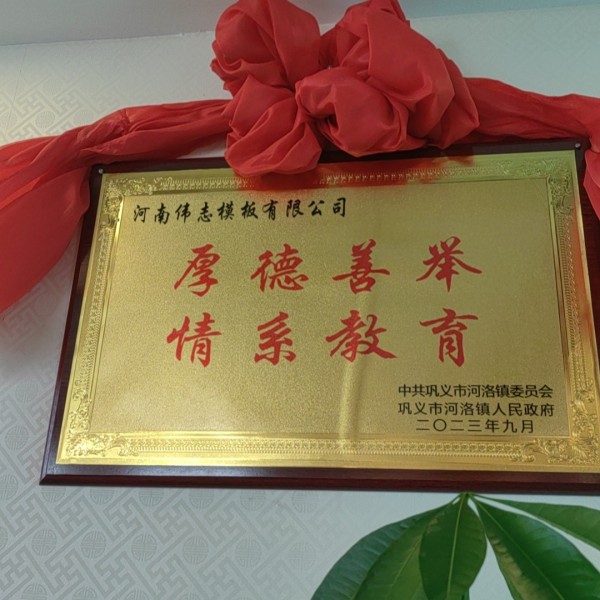 河南伟志模板有限公司
厚德善举
情系教育
中共巩义市河洛镇委员会
巩义市河洛镇人民政府
二〇二三年九月